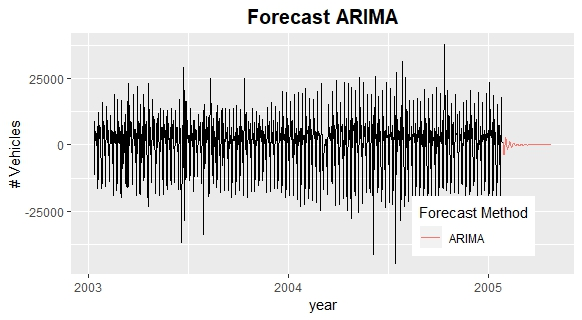 Forecast ARIMA
# Vehicles
25000
0
-25000
Forecast Method
ARIMA
2003
2004
2005
year